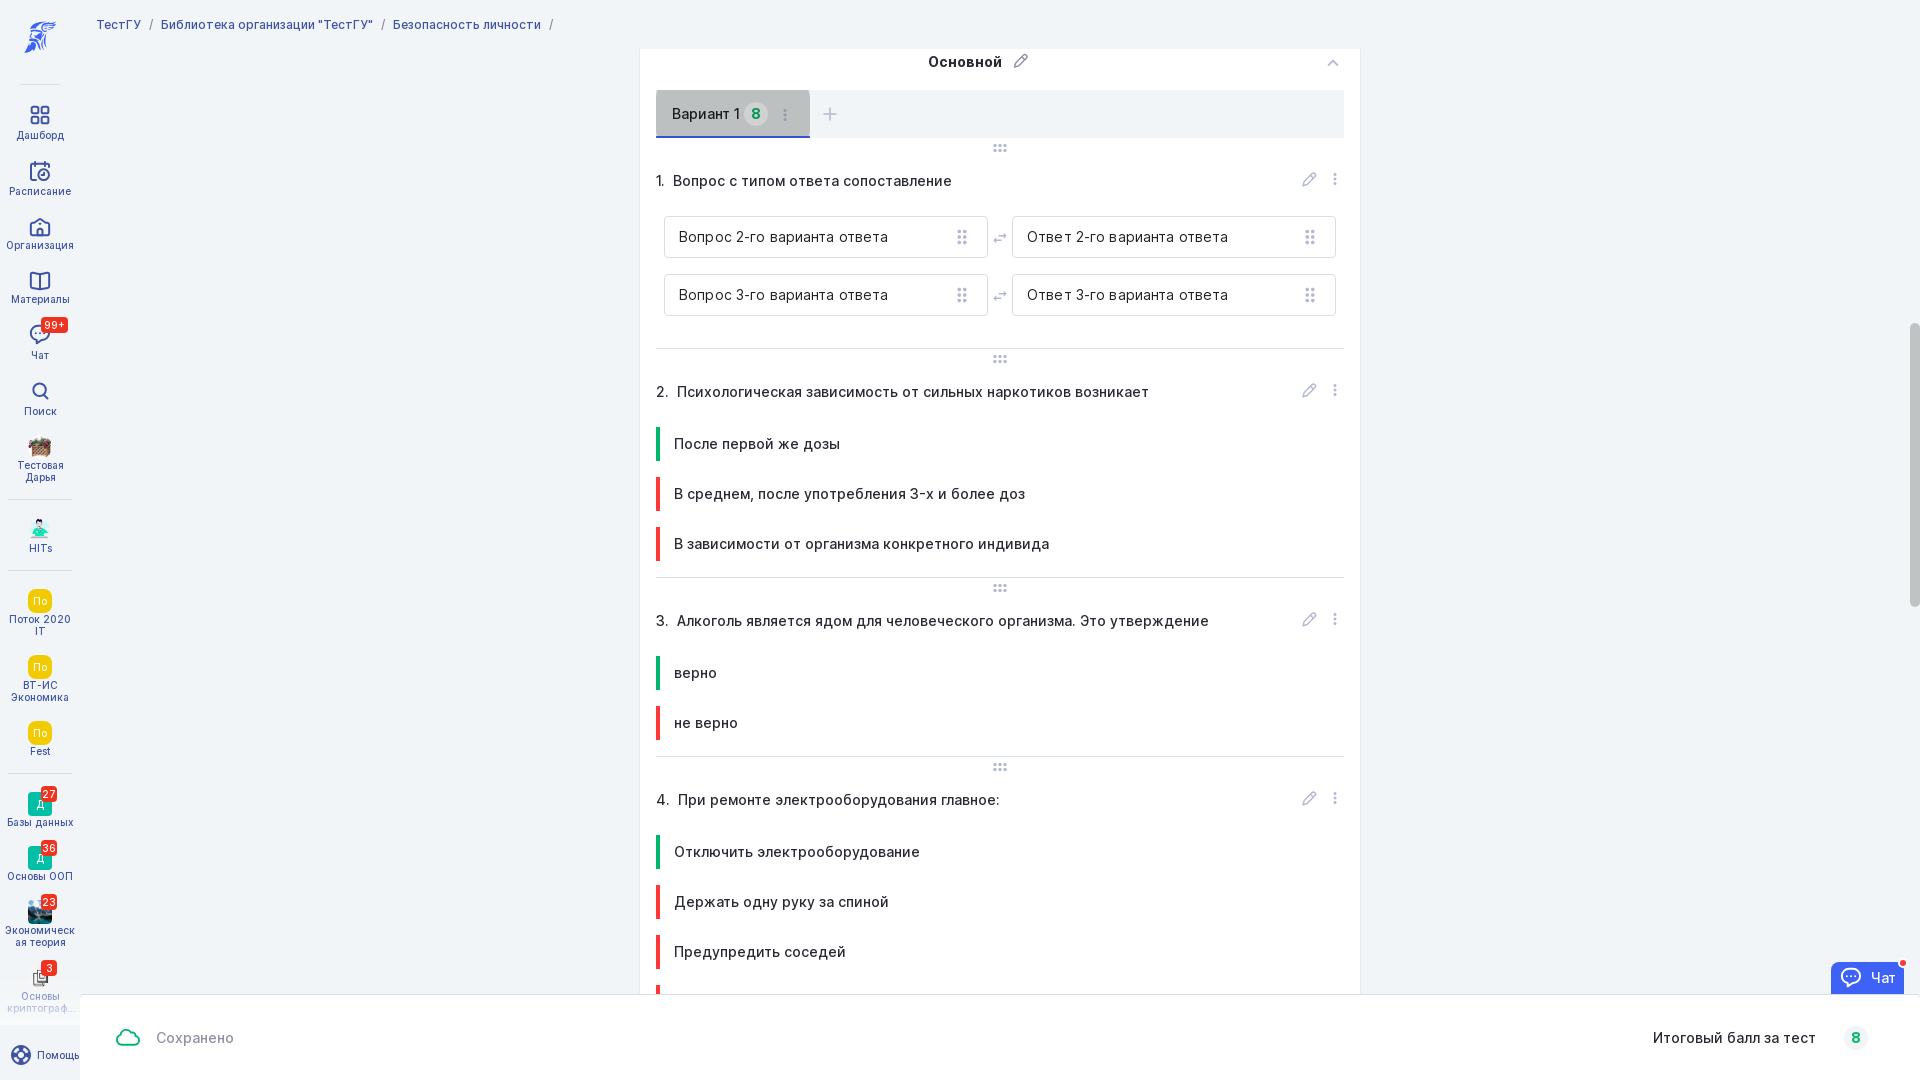 ТестГУ / Библиотека организации "ТестГУ" / Безопасность личности /
Дашборд
Расписание
Организация
Материалы
99+
Чат
Поиск
Тестовая
Дарья
HITs
По
Поток 2020
IT
По
ВТ-ИС
Экономика
По
Fest
27
Д
Базы данных
36
Д
Основы ООП
23
Экономическ
ая теория
3
Основы
криптограф...
Помощь
Основной
Вариант 1 8
1. Вопрос с типом ответа сопоставление
Вопрос 2-го варианта ответа
Ответ 2-го варианта ответа
Вопрос 3-го варианта ответа
Ответ 3-го варианта ответа
2. Психологическая зависимость от сильных наркотиков возникает
После первой же дозы
В среднем, после употребления 3-х и более доз
В зависимости от организма конкретного индивида
3. Алкоголь является ядом для человеческого организма. Это утверждение
верно
не верно
4. При ремонте электрооборудования главное:
Отключить электрооборудование
Держать одну руку за спиной
Предупредить соседей
Чат
Сохранено
Итоговый балл за тест 8